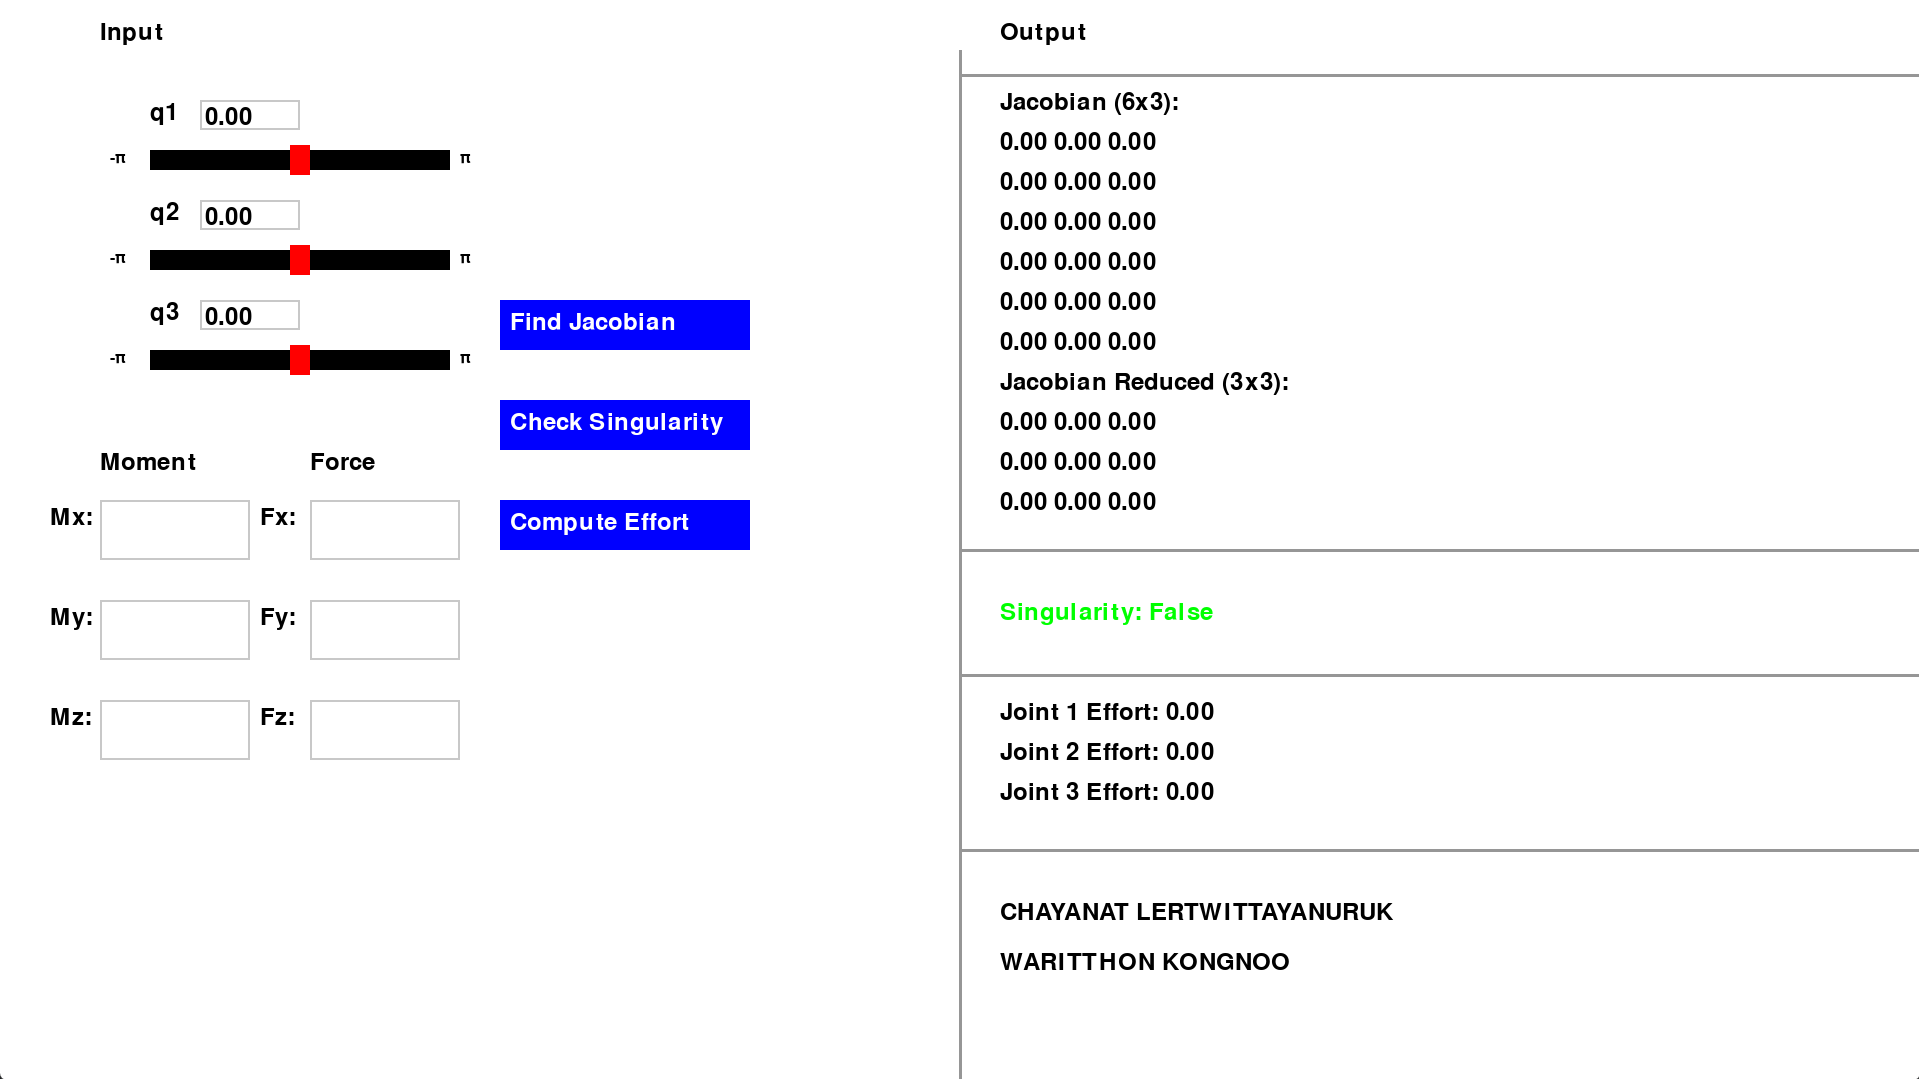 Input
q1 0.00
-π π
q2 0.00
-π π
q3 0.00
-π π
Find Jacobian
Check Singularity
Compute Effort
Moment Force
Mx: Fx:
My: Fy:
Mz: Fz:
Output
Jacobian (6x3):
0.00 0.00 0.00
0.00 0.00 0.00
0.00 0.00 0.00
0.00 0.00 0.00
0.00 0.00 0.00
0.00 0.00 0.00
Jacobian Reduced (3x3):
0.00 0.00 0.00
0.00 0.00 0.00
0.00 0.00 0.00
Singularity: False
Joint 1 Effort: 0.00
Joint 2 Effort: 0.00
Joint 3 Effort: 0.00
CHAYANAT LERTWITTAYANURUK
WARITTHON KONGNOO